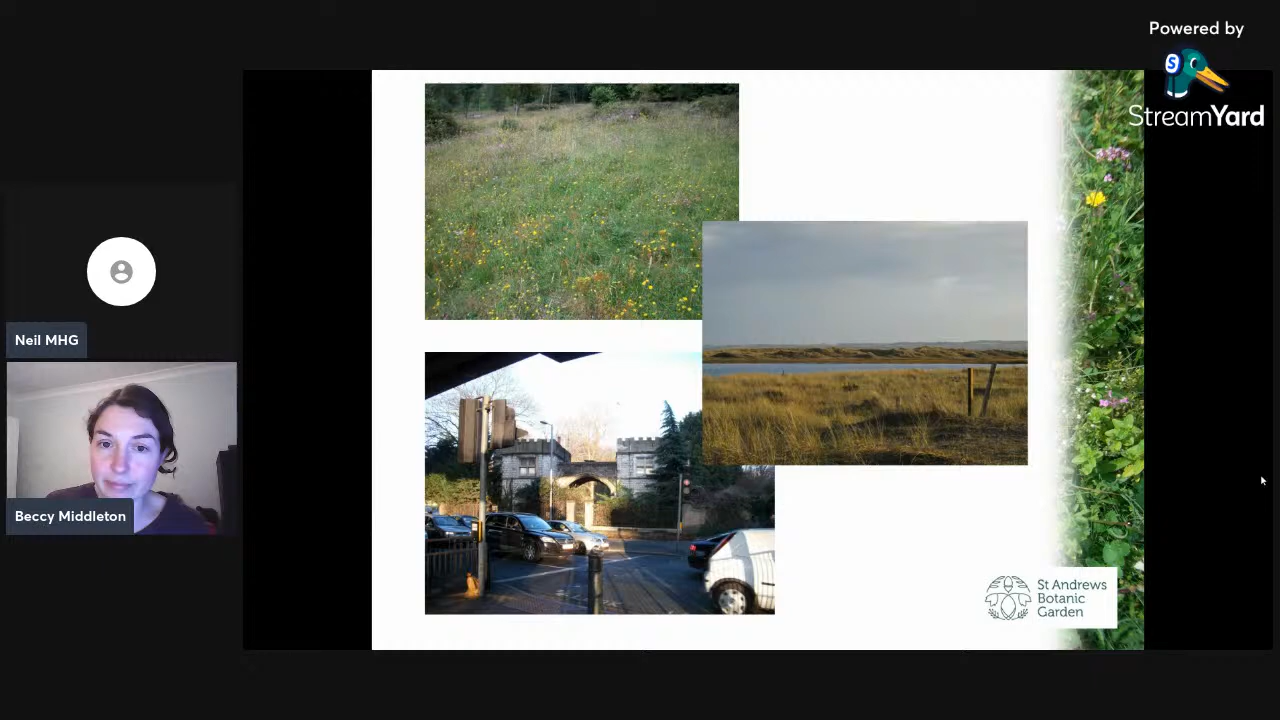 Powered by
S
StreamYard
Neil MHG
Beccy Middleton
St Andrews
Botanic
Garden